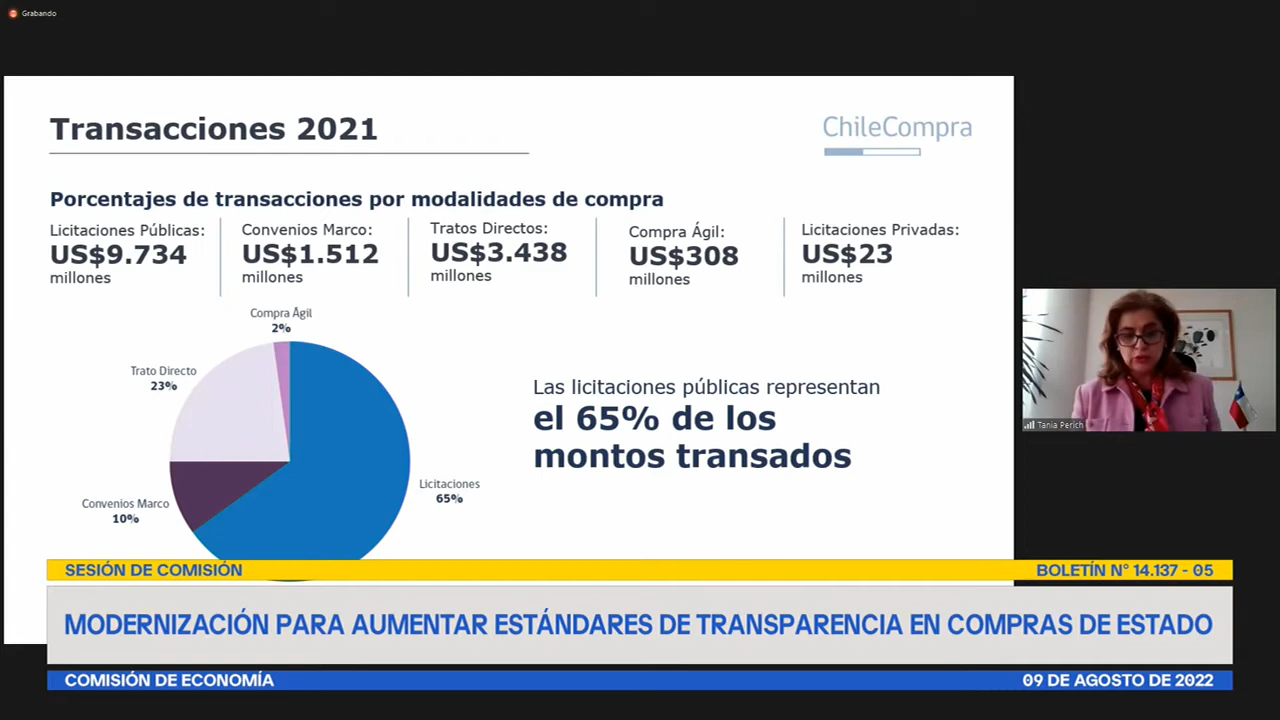 Grabando
Transacciones 2021
ChileCompra
Porcentajes de transacciones por modalidades de compra
Licitaciones Públicas:
US$9.734
millones
Convenios Marco:
US$1.512
millones
Tratos Directos:
US$3.438
millones
Compra Ágil:
US$308
millones
Licitaciones Privadas:
US$23
millones
Compra Ágil
2%
Trato Directo
23%
Convenios Marco
10%
Licitaciones
65%
Las licitaciones públicas representan
el 65% de los
montos transados
Tania Perich
SESIÓN DE COMISIÓN
BOLETÍN N° 14.137 - 05
MODERNIZACIÓN PARA AUMENTAR ESTÁNDARES DE TRANSPARENCIA EN COMPRAS DE ESTADO
COMISIÓN DE ECONOMÍA
09 DE AGOSTO DE 2022